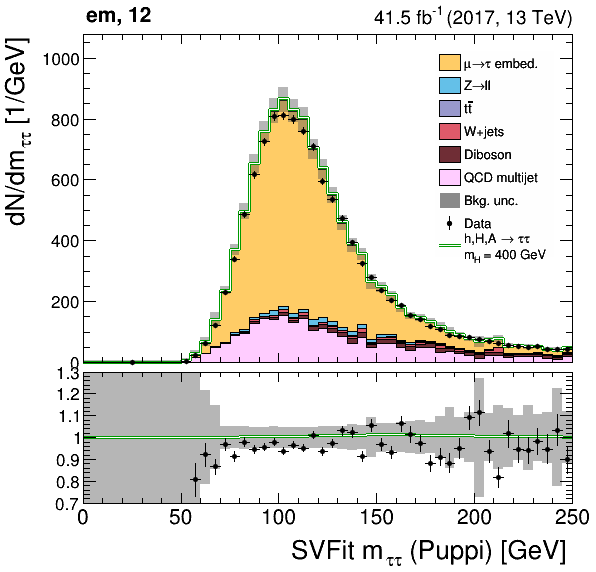 em, 12
41.5 fb⁻¹ (2017, 13 TeV)
dN/dm_ττ [1/GeV]
1000
800
600
400
200
0
μ→τ embed.
Z→ll
tt̄
W+jets
Diboson
QCD multijet
Bkg. unc.
Data
h,H,A → ττ
m_H = 400 GeV
1.3
1.2
1.1
1
0.9
0.8
0.7
0 50 100 150 200 250
SVFit m_ττ (Puppi) [GeV]